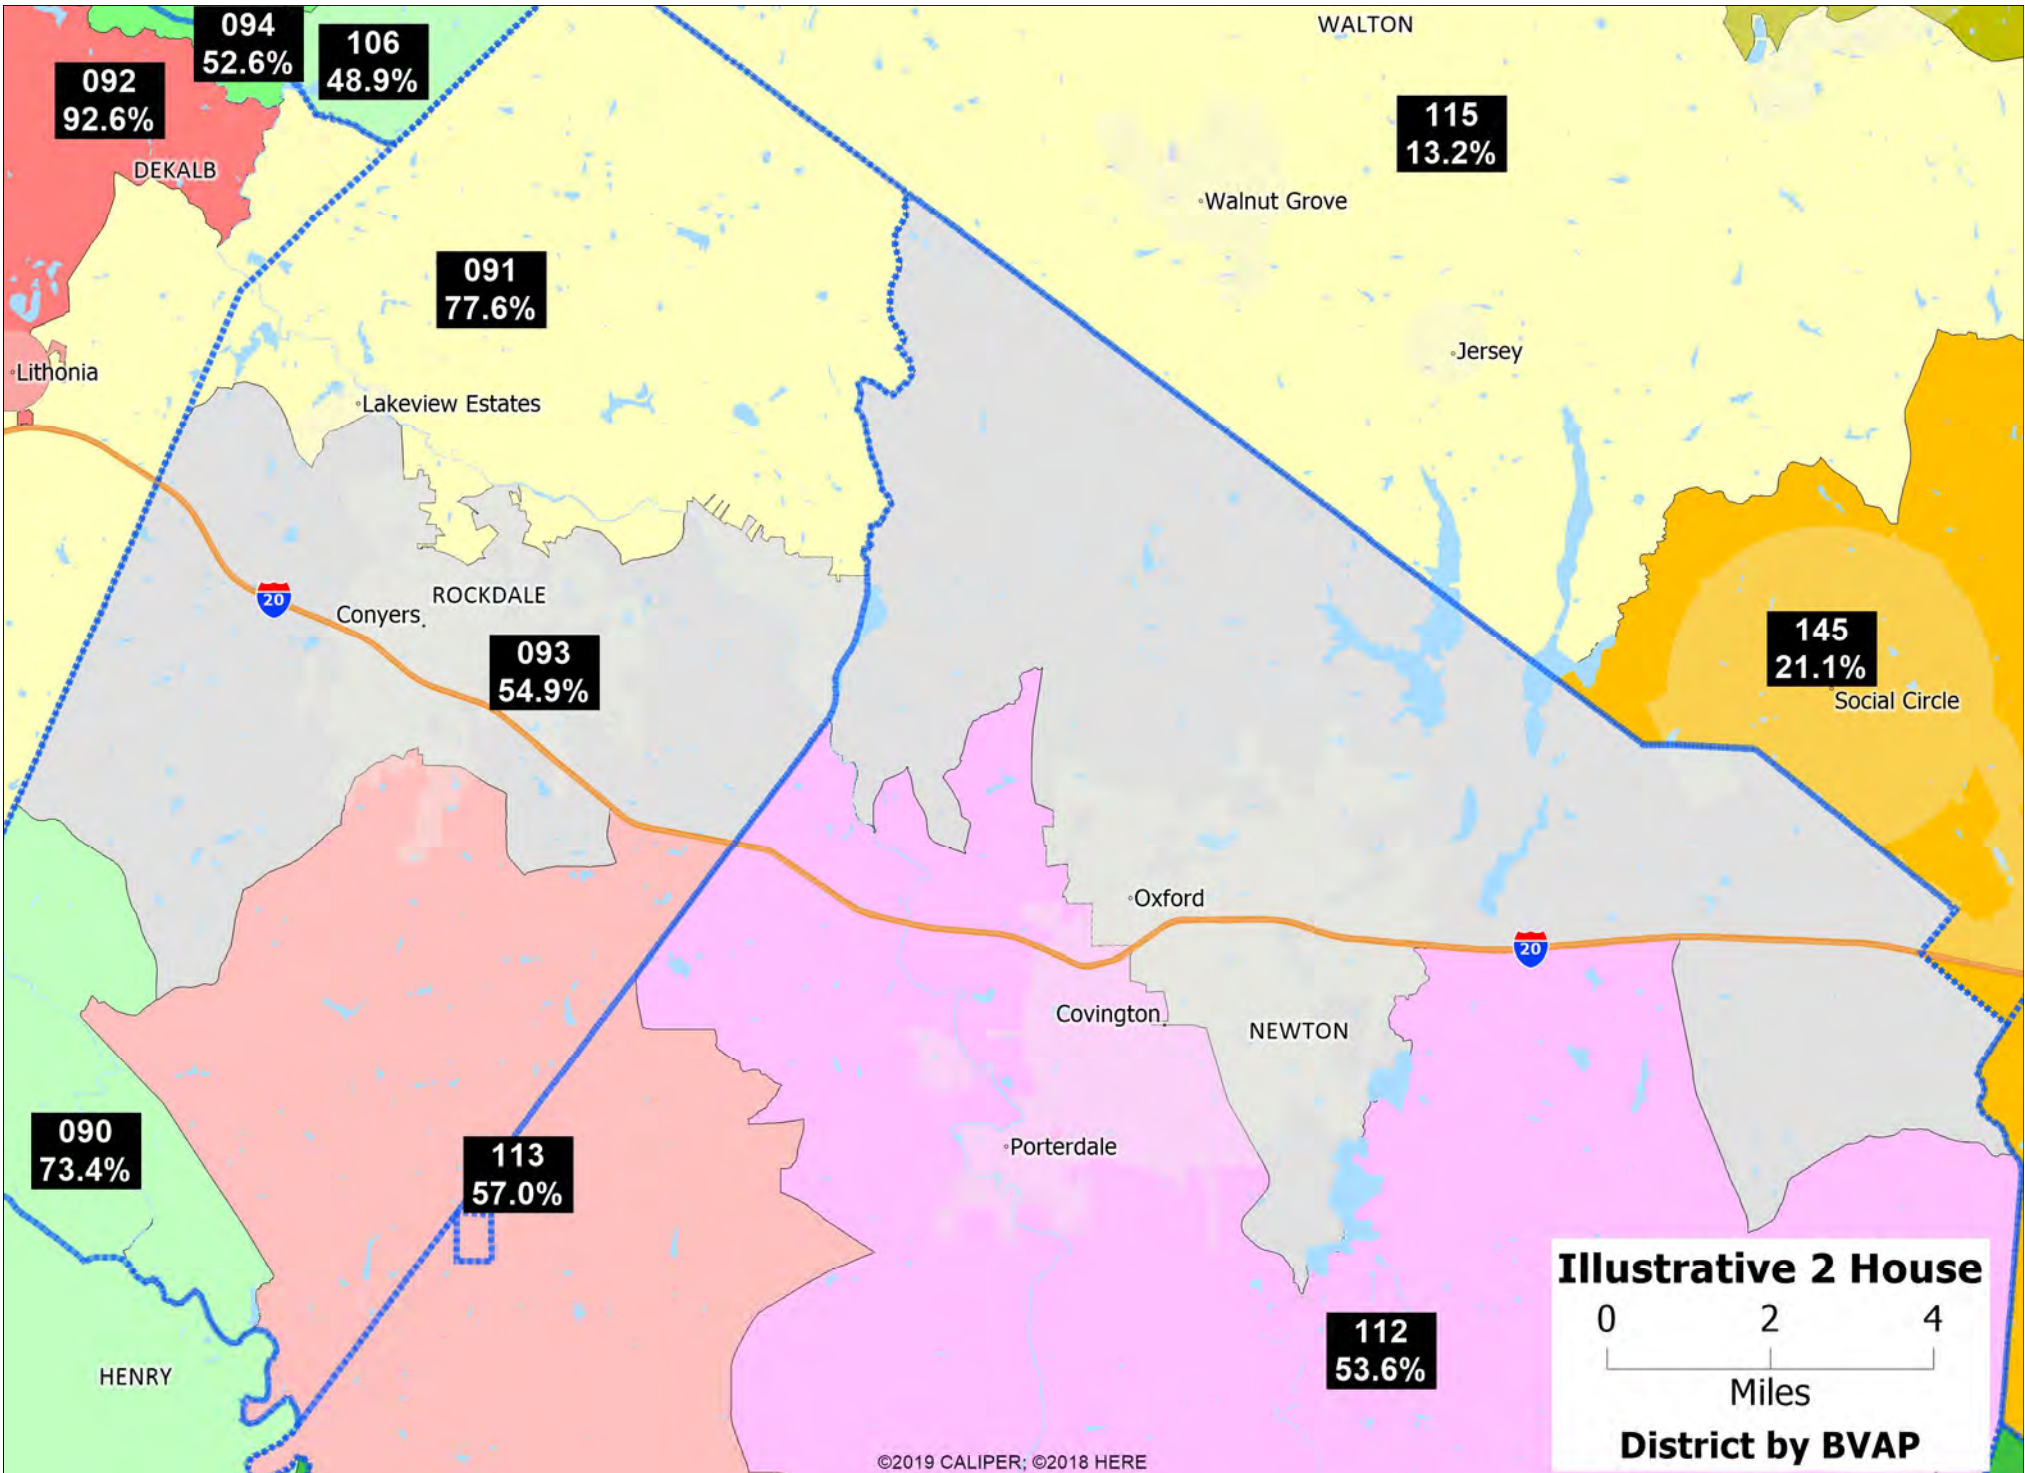 094
52.6%
106
48.9%
WALTON
092
92.6%
DEKALB
115
13.2%
Walnut Grove
091
77.6%
Jersey
Lithonia
Lakeview Estates
20
Conyers
ROCKDALE
093
54.9%
145
21.1%
Social Circle
Oxford
20
Covington
NEWTON
090
73.4%
113
57.0%
Porterdale
112
53.6%
HENRY
Illustrative 2 House
0 2 4
Miles
District by BVAP
©2019 CALIPER; ©2018 HERE